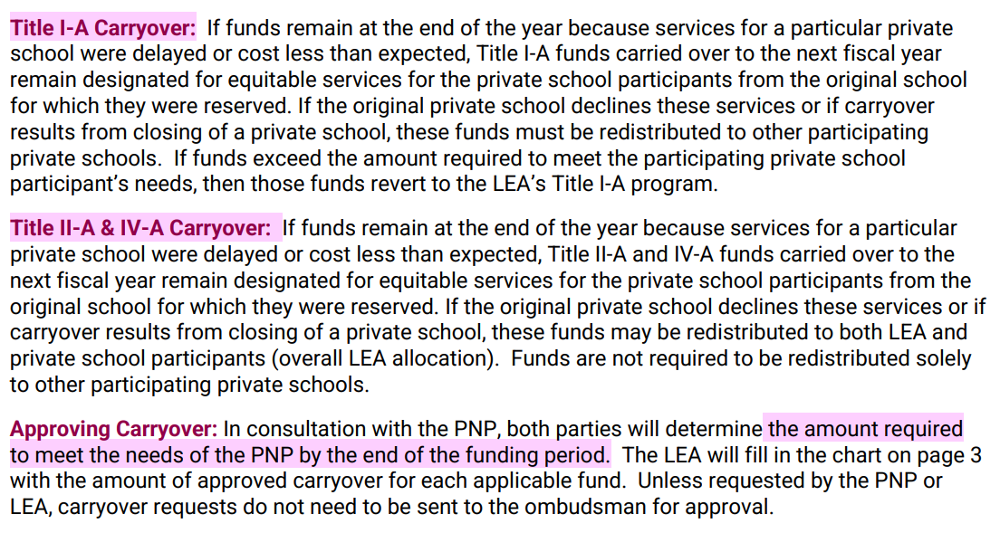 Title I-A Carryover:  If funds remain at the end of the year because services for a particular private
school were delayed or cost less than expected, Title I-A funds carried over to the next fiscal year
remain designated for equitable services for the private school participants from the original school
for which they were reserved. If the original private school declines these services or if carryover
results from closing of a private school, these funds must be redistributed to other participating
private schools.  If funds exceed the amount required to meet the participating private school
participant’s needs, then those funds revert to the LEA’s Title I-A program.
Title II-A & IV-A Carryover:  If funds remain at the end of the year because services for a particular
private school were delayed or cost less than expected, Title II-A and IV-A funds carried over to the
next fiscal year remain designated for equitable services for the private school participants from the
original school for which they were reserved. If the original private school declines these services or if
carryover results from closing of a private school, these funds may be redistributed to both LEA and
private school participants (overall LEA allocation).  Funds are not required to be redistributed solely
to other participating private schools.
Approving Carryover: In consultation with the PNP, both parties will determine the amount required
to meet the needs of the PNP by the end of the funding period.  The LEA will fill in the chart on page 3
with the amount of approved carryover for each applicable fund.  Unless requested by the PNP or
LEA, carryover requests do not need to be sent to the ombudsman for approval.